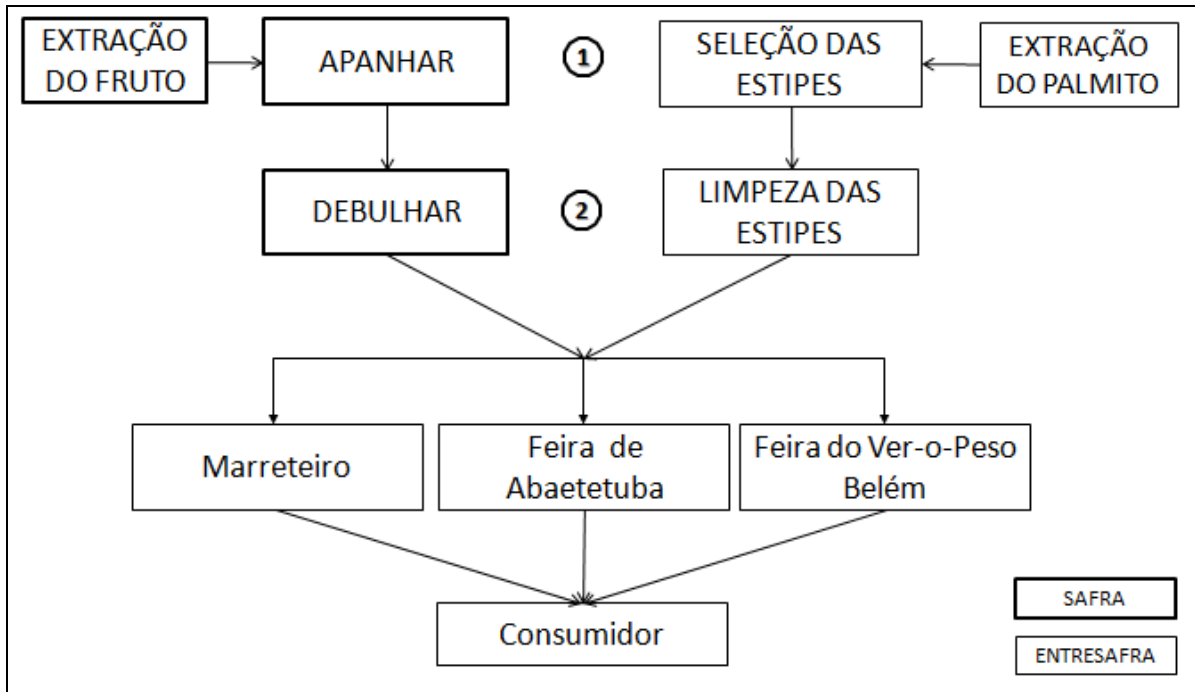 EXTRAÇÃO
DO FRUTO
APANHAR
1
SELEÇÃO DAS
ESTIPES
EXTRAÇÃO
DO PALMITO
DEBULHAR
2
LIMPEZA DAS
ESTIPES
Marreteiro
Feira de
Abaetetuba
Feira do Ver-o-Peso
Belém
Consumidor
SAFRA
ENTRESAFRA